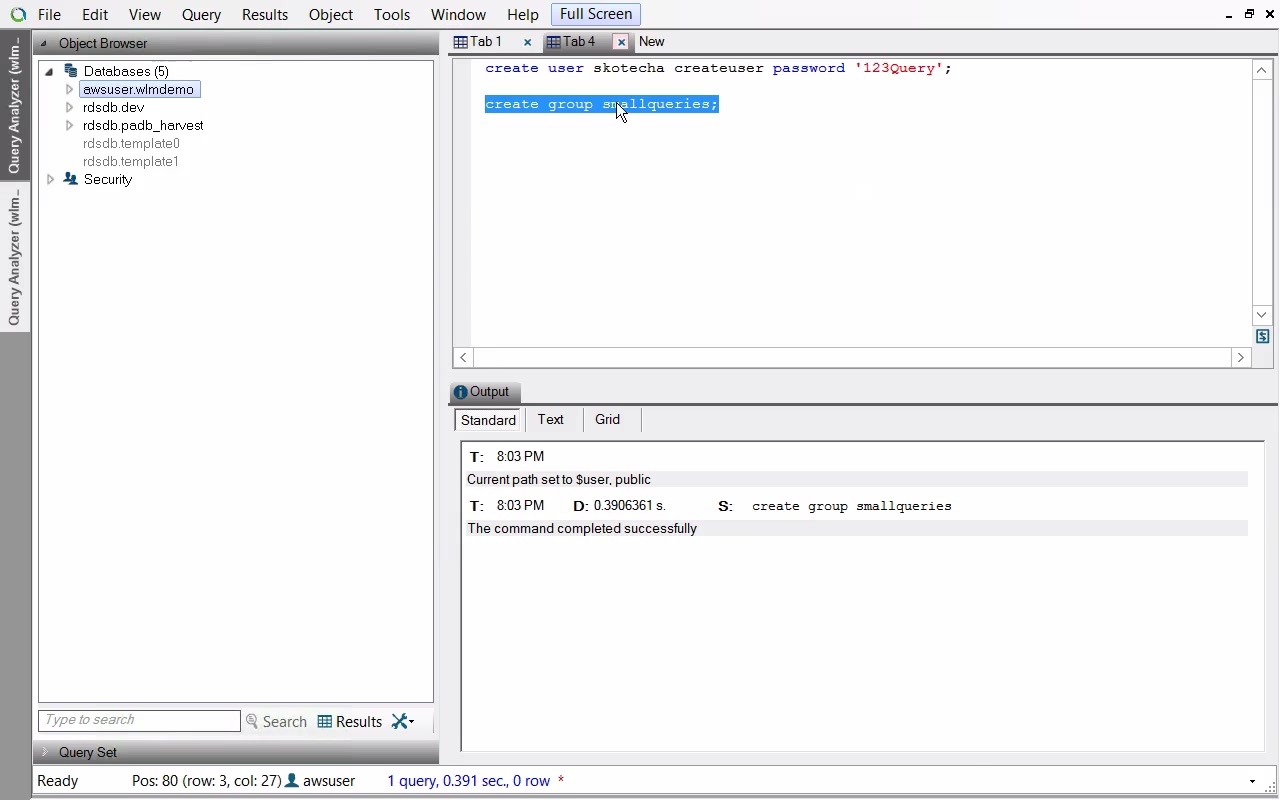 File Edit View Query Results Object Tools Window Help Full Screen
Query Analyzer (wlm_
Query Analyzer (wlm_
Object Browser
Databases (5)
awsuser.wlmdemo
rdsdb.dev
rdsdb.padb_harvest
rdsdb.template0
rdsdb.template1
Security
Type to search Search Results
Query Set
Tab 1 Tab 4 New
create user skotecha createuser password '123Query';
create group smallqueries;
Output
Standard Text Grid
T: 8:03 PM
Current path set to $user, public
T: 8:03 PM D: 0.3906361 s. S: create group smallqueries
The command completed successfully
Ready Pos: 80 (row: 3, col: 27) awsuser 1 query, 0.391 sec., 0 row *